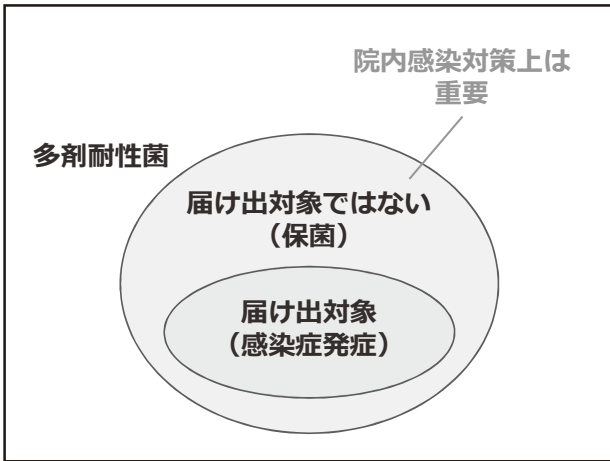 院内感染対策上は
重要
多剤耐性菌
届け出対象ではない
（保菌）
届け出対象
（感染症発症）